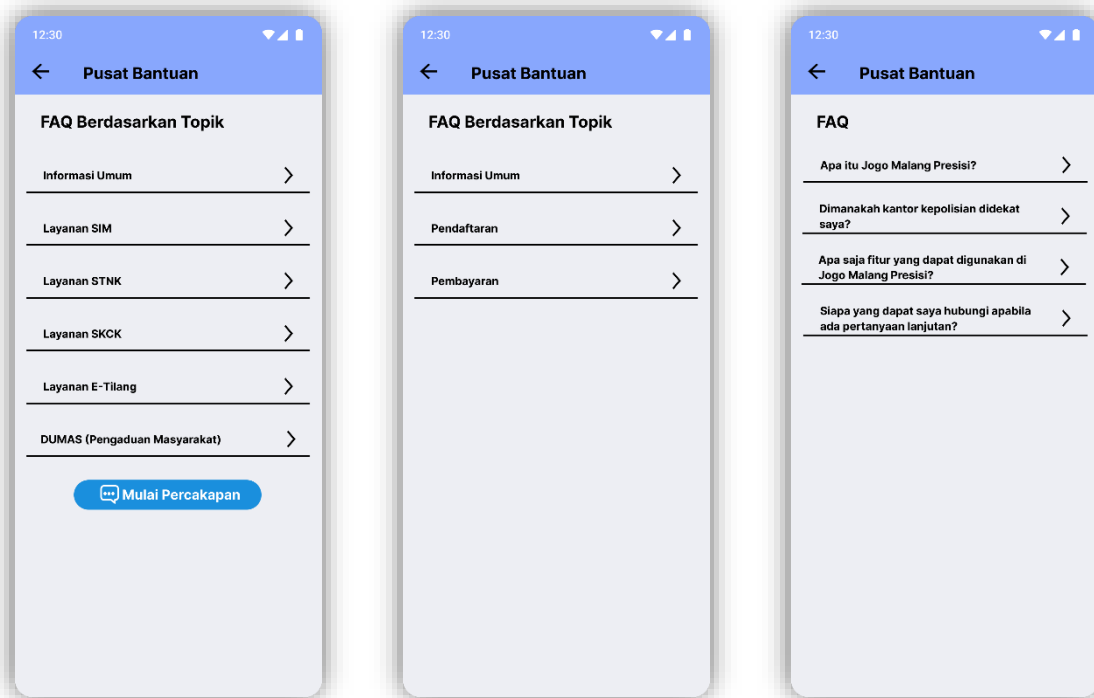 12:30
Pusat Bantuan
FAQ Berdasarkan Topik
Informasi Umum
Layanan SIM
Layanan STNK
Layanan SKCK
Layanan E-Tilang
DUMAS (Pengaduan Masyarakat)
Mulai Percakapan
12:30
Pusat Bantuan
FAQ Berdasarkan Topik
Informasi Umum
Pendaftaran
Pembayaran
12:30
Pusat Bantuan
FAQ
Apa itu Jogo Malang Presisi?
Dimanakah kantor kepolisian didekat
saya?
Apa saja fitur yang dapat digunakan di
Jogo Malang Presisi?
Siapa yang dapat saya hubungi apabila
ada pertanyaan lanjutan?